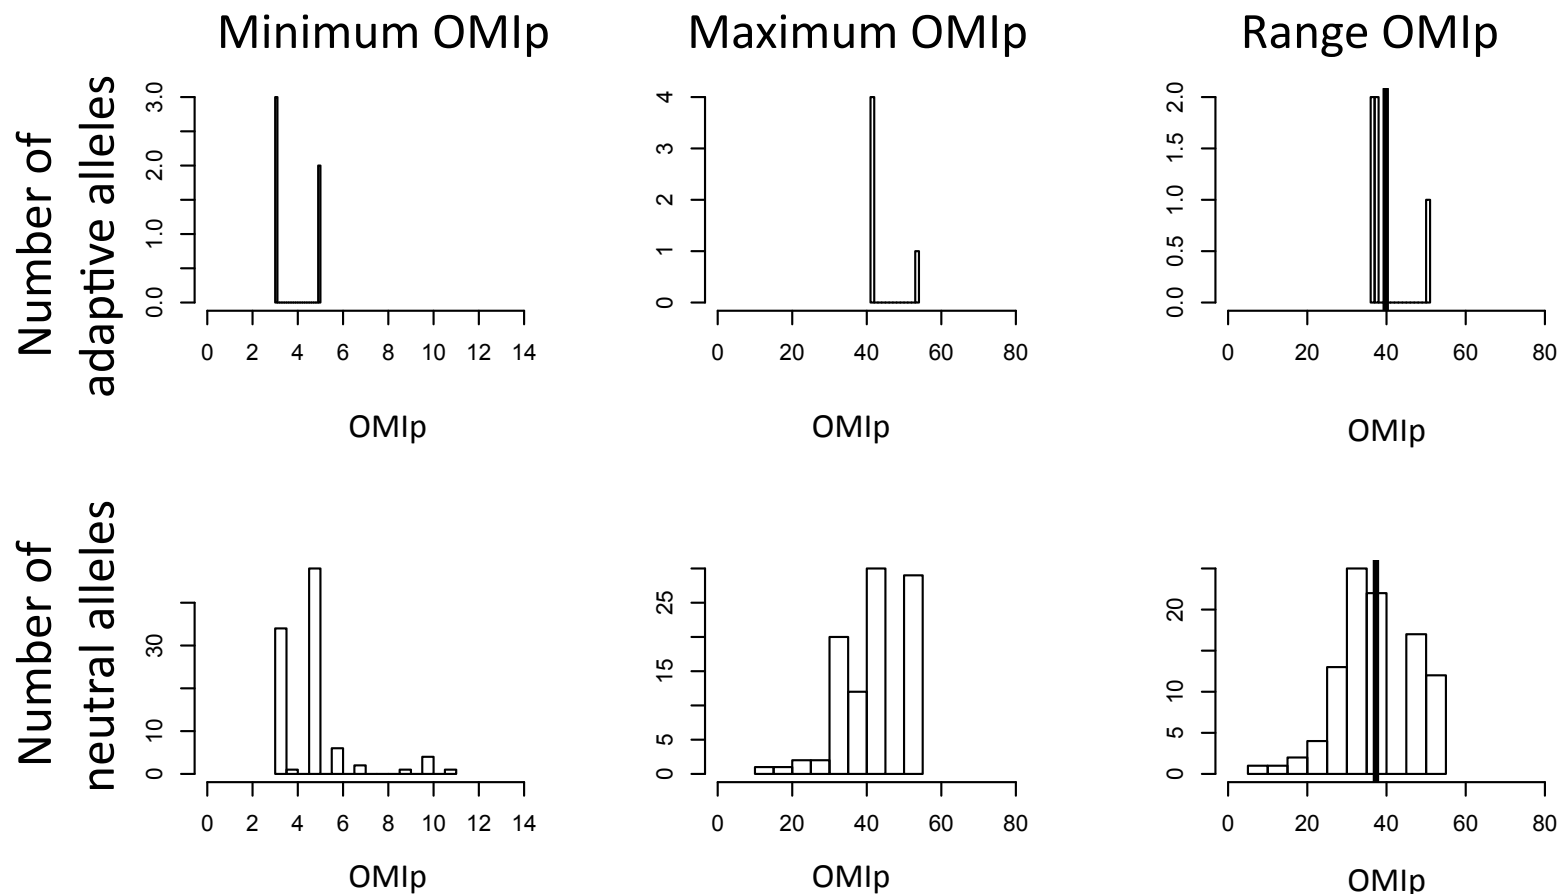 Minimum OMIp
Maximum OMIp
Range OMIp
Number of
adaptive alleles
0.0 1.0 2.0 3.0
0 2 4 6 8 10 12 14
OMIp
0 1 2 3 4
0 20 40 60 80
OMIp
0.0 0.5 1.0 1.5 2.0
0 20 40 60 80
OMIp
Number of
neutral alleles
0 10 30
0 2 4 6 8 10 12 14
OMIp
0 5 15 25
0 20 40 60 80
OMIp
0 5 10 20
0 20 40 60 80
OMIp